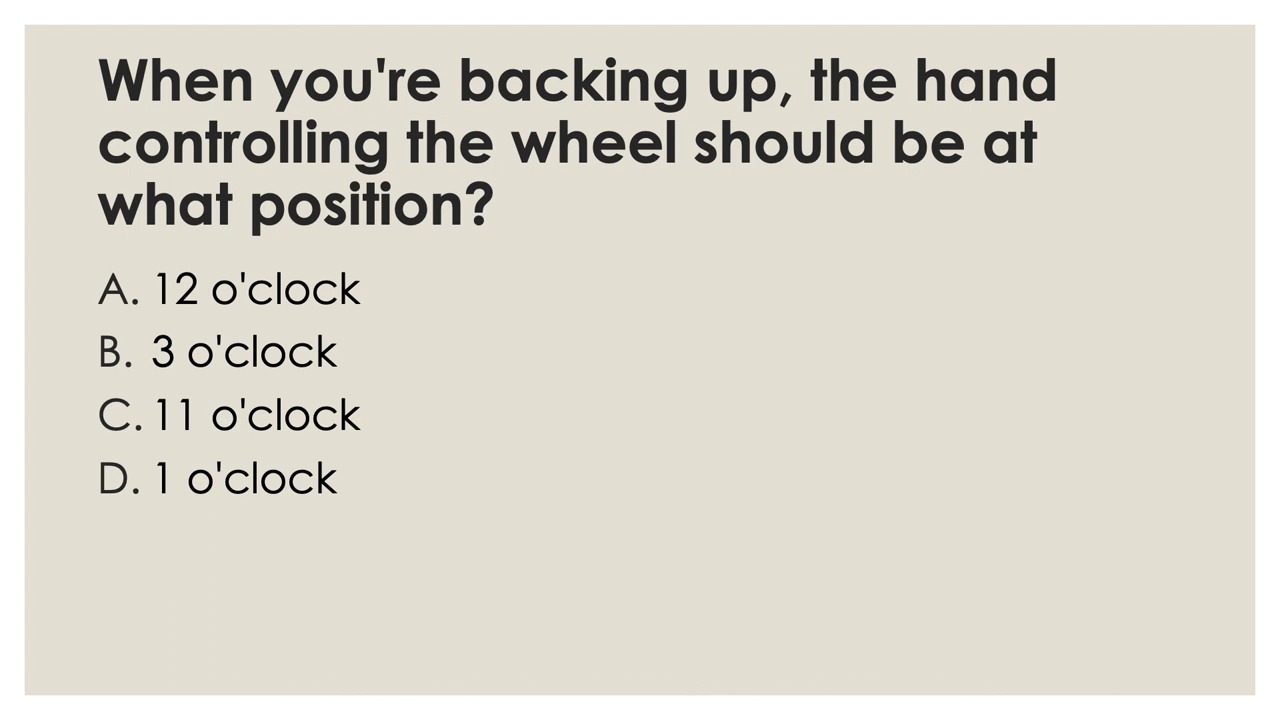 When you're backing up, the hand
controlling the wheel should be at
what position?
A. 12 o'clock
B. 3 o'clock
C. 11 o'clock
D. 1 o'clock